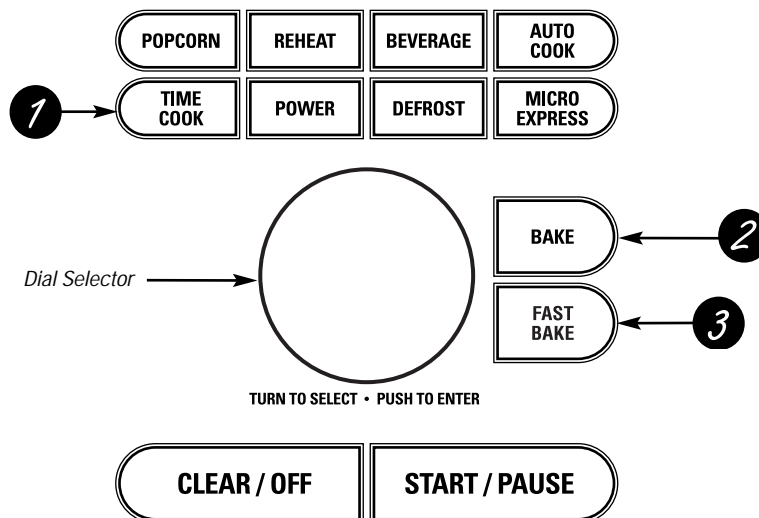 POPCORN REHEAT BEVERAGE AUTO COOK
1 TIME COOK POWER DEFROST MICRO EXPRESS
BAKE 2
Dial Selector
FAST BAKE 3
TURN TO SELECT • PUSH TO ENTER
CLEAR / OFF START / PAUSE